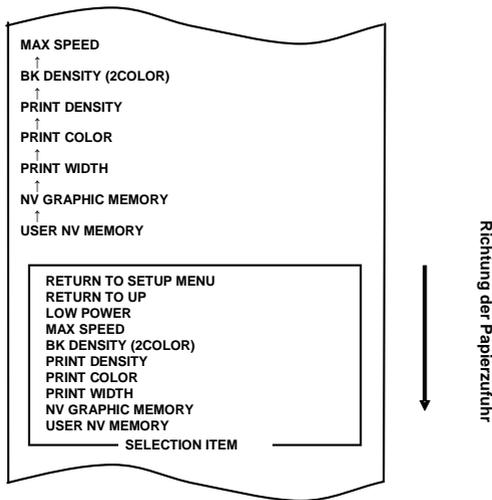 MAX SPEED
↑
BK DENSITY (2COLOR)
↑
PRINT DENSITY
↑
PRINT COLOR
↑
PRINT WIDTH
↑
NV GRAPHIC MEMORY
↑
USER NV MEMORY
RETURN TO SETUP MENU
RETURN TO UP
LOW POWER
MAX SPEED
BK DENSITY (2COLOR)
PRINT DENSITY
PRINT COLOR
PRINT WIDTH
NV GRAPHIC MEMORY
USER NV MEMORY
SELECTION ITEM
Richtung der Papierzufuhr